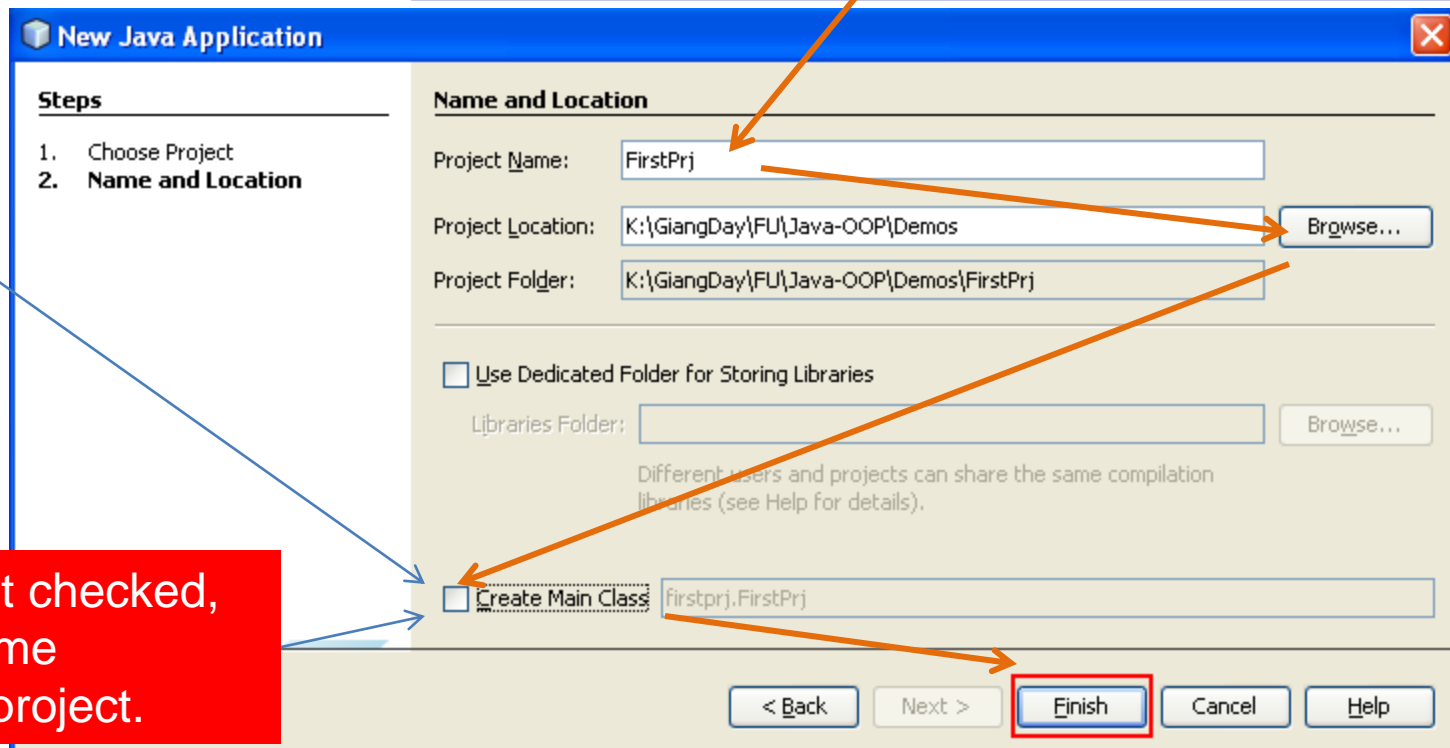 New Java Application
Steps
1. Choose Project
2. Name and Location
Name and Location
Project Name: FirstPrj
Project Location: K:\GiangDay\FU\Java-OOP\Demos Browse...
Project Folder: K:\GiangDay\FU\Java-OOP\Demos\FirstPrj
Use Dedicated Folder for Storing Libraries
Libraries Folder: Browse...
Different users and projects can share the same compilation
libraries (see Help for details).
Create Main Class firstprj.FirstPrj
checked,
project.
< Back Next > Finish Cancel Help